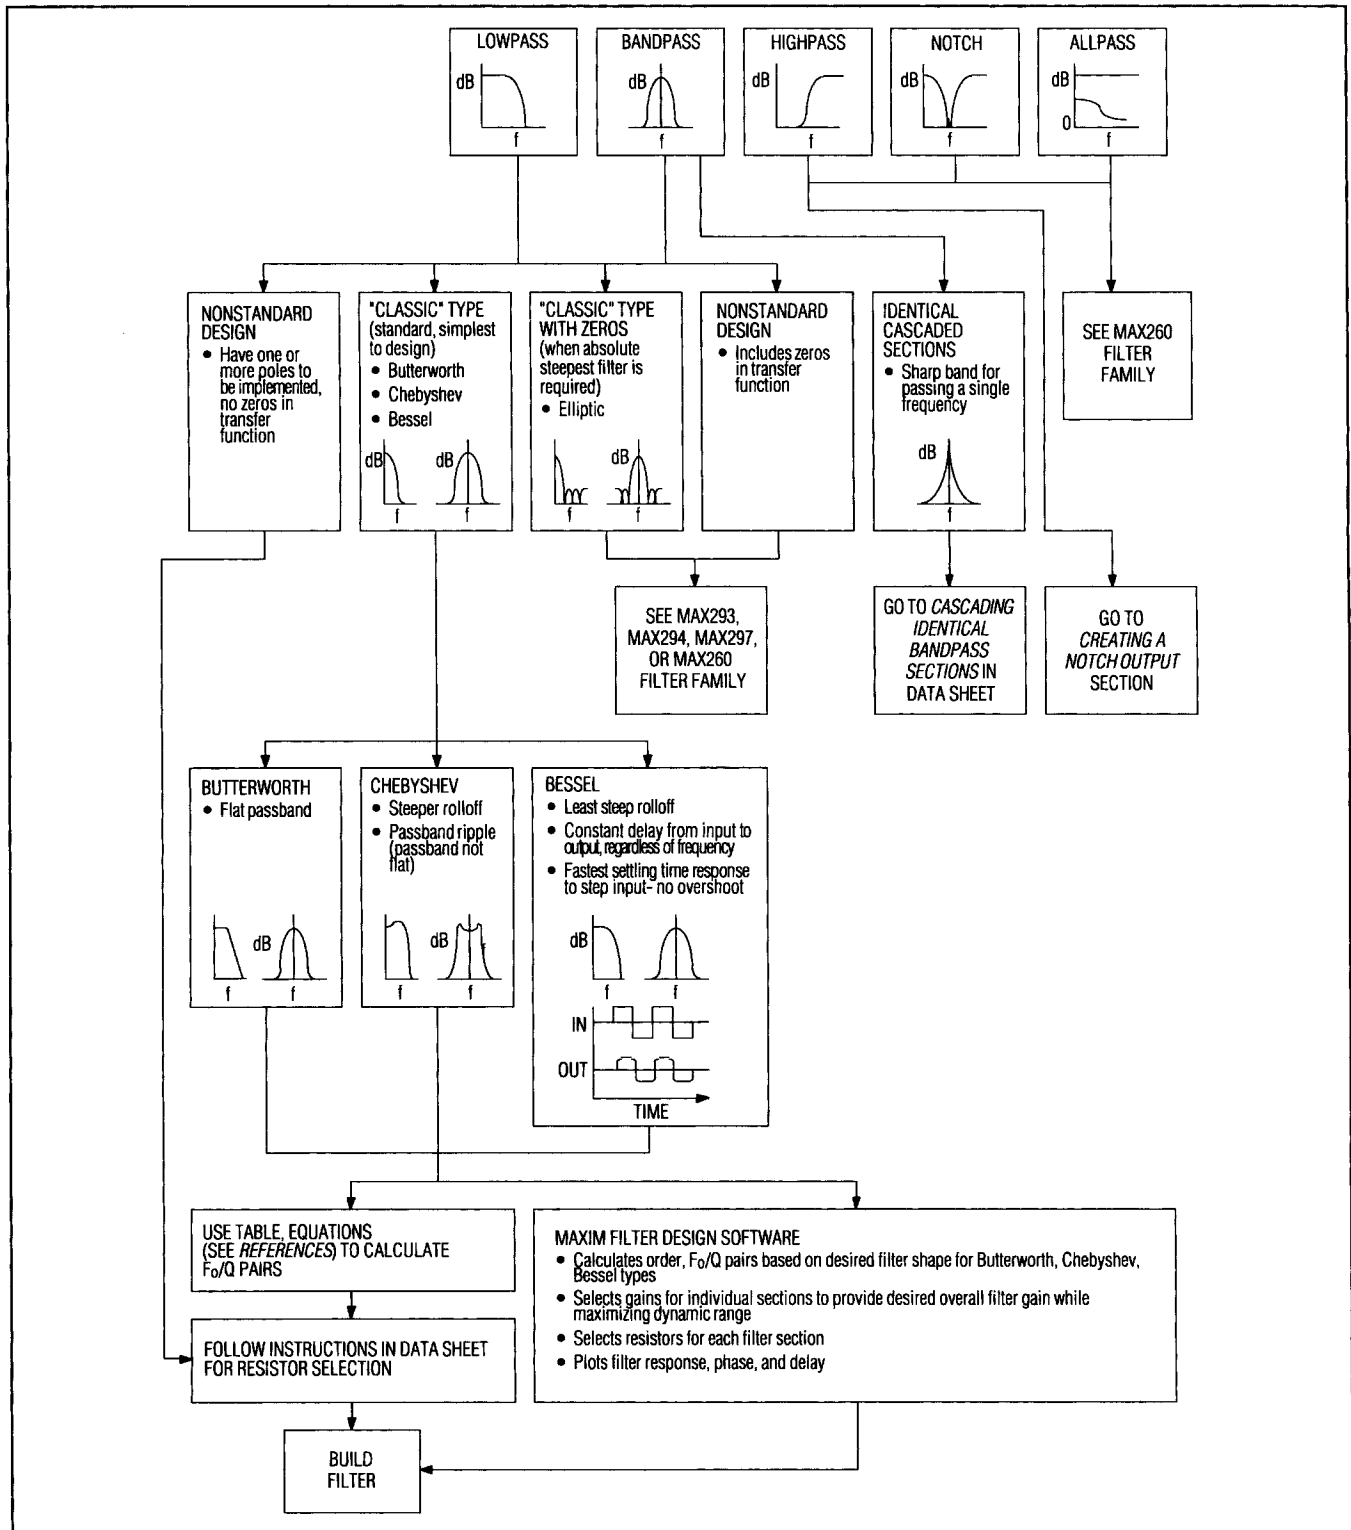 LOWPASS
dB
f
BANDPASS
dB
f
HIGHPASS
dB
f
NOTCH
dB
f
ALLPASS
dB
0
f
NONSTANDARD
DESIGN
• Have one or
more poles to
be implemented,
no zeros in
transfer
function
"CLASSIC" TYPE
(standard, simplest
to design)
• Butterworth
• Chebyshev
• Bessel
dB
f
dB
f
"CLASSIC" TYPE
WITH ZEROS
(when absolute
steepest filter is
required)
• Elliptic
f
dB
f
NONSTANDARD
DESIGN
• Includes zeros
in transfer
function
IDENTICAL
CASCADED
SECTIONS
• Sharp band for
passing a single
frequency
dB
f
SEE MAX260
FILTER
FAMILY
SEE MAX293,
MAX294, MAX297,
OR MAX260
FILTER FAMILY
GO TO CASCADING
IDENTICAL
BANDPASS
SECTIONS IN
DATA SHEET
GO TO
CREATING A
NOTCH OUTPUT
SECTION
BUTTERWORTH
• Flat passband
f
dB
f
CHEBYSHEV
• Steeper rolloff
• Passband ripple
(passband not
flat)
f
dB
f
BESSEL
• Least steep rolloff
• Constant delay from input to
output, regardless of frequency
• Fastest settling time response
to step input- no overshoot
dB
f
f
IN
OUT
TIME
USE TABLE, EQUATIONS
(SEE REFERENCES) TO CALCULATE
Fo/Q PAIRS
FOLLOW INSTRUCTIONS IN DATA SHEET
FOR RESISTOR SELECTION
MAXIM FILTER DESIGN SOFTWARE
• Calculates order, Fo/Q pairs based on desired filter shape for Butterworth, Chebyshev,
Bessel types
• Selects gains for individual sections to provide desired overall filter gain while
maximizing dynamic range
• Selects resistors for each filter section
• Plots filter response, phase, and delay
BUILD
FILTER